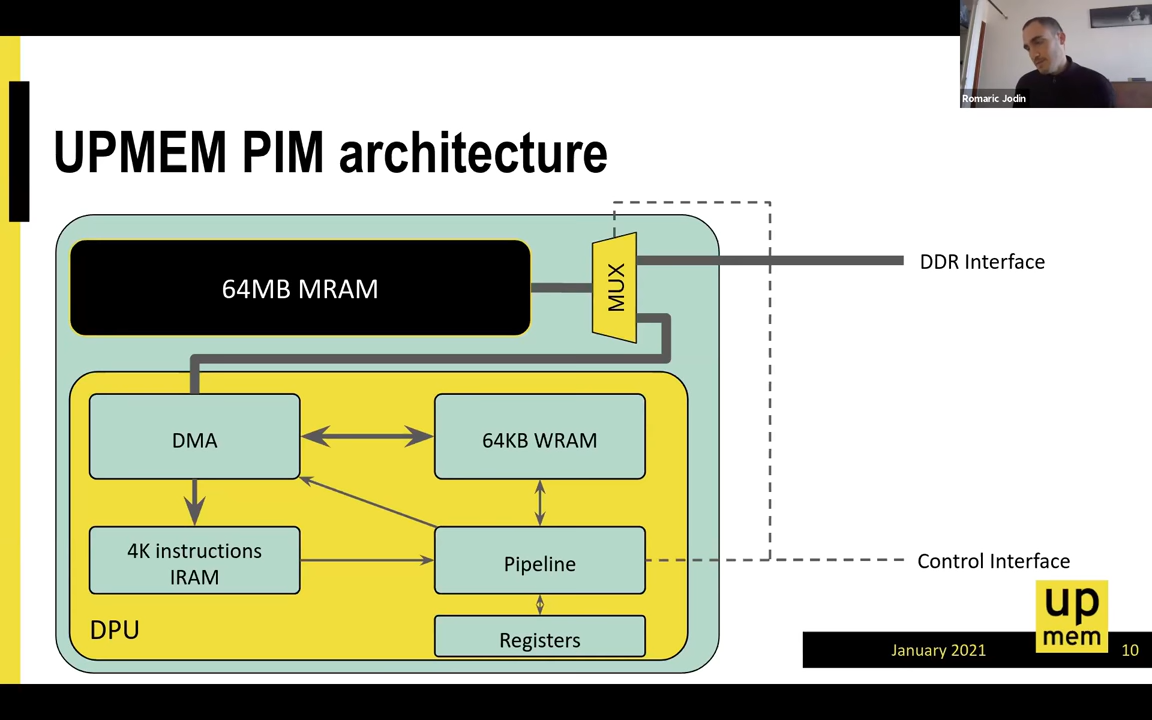 Romaric Jodin
UPMEM PIM architecture
64MB MRAM
MUX
DDR Interface
DMA
64KB WRAM
4K instructions
IRAM
Pipeline
Control Interface
DPU
Registers
up
mem
January 2021
10